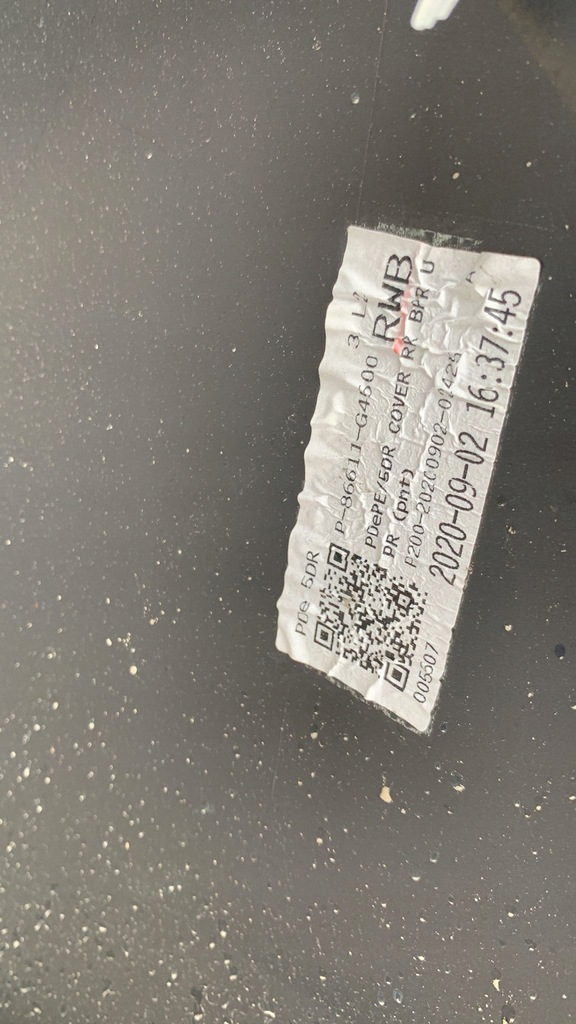 PDe 5DR
P-86611-G4500 3 L2
RWB
PDePE/5DR COVER RR BPR U
PR (pnt)
2020-09-02 16:37:45
005507